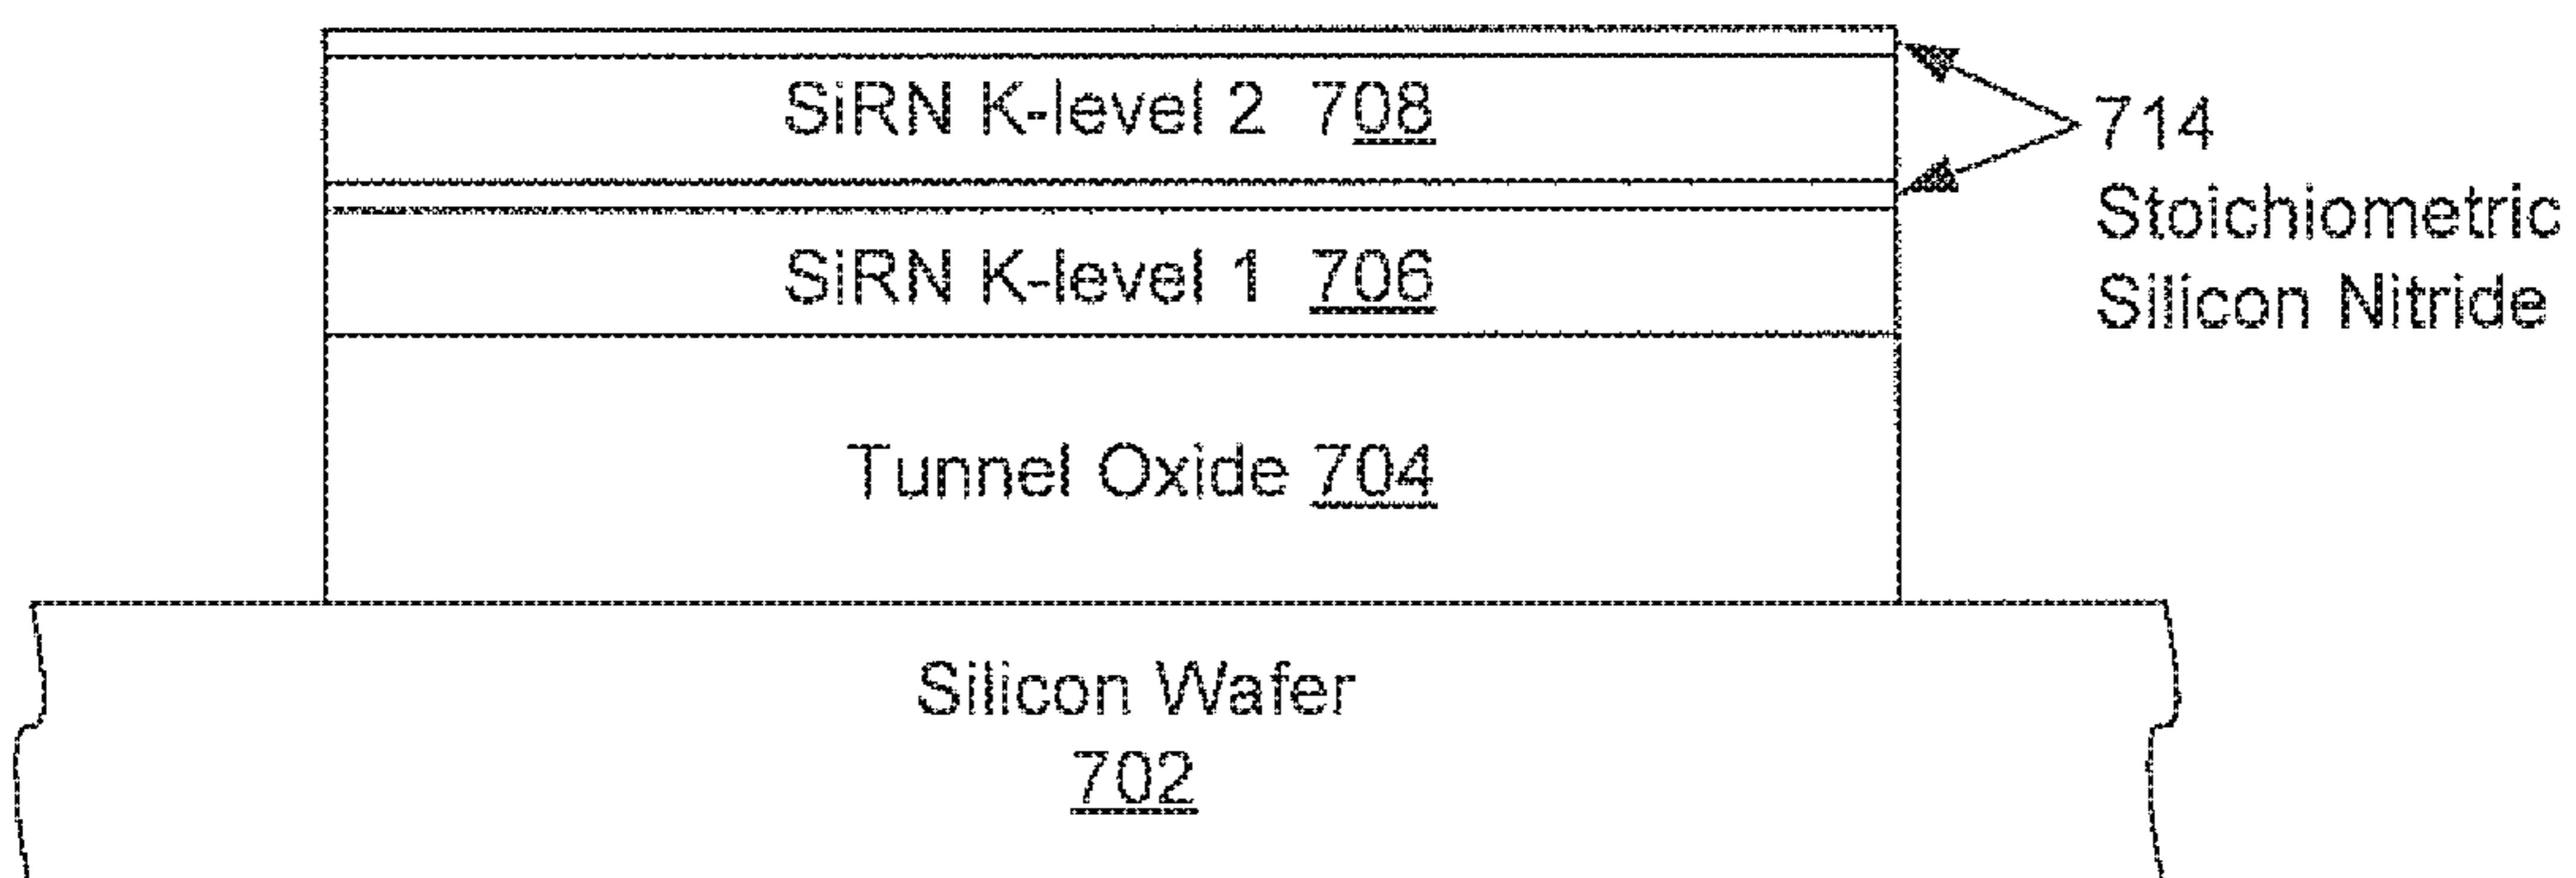 SiRN K-level 2 708
714
Stoichiometric
Silicon Nitride
SiRN K-level 1 706
Tunnel Oxide 704
Silicon Wafer
702